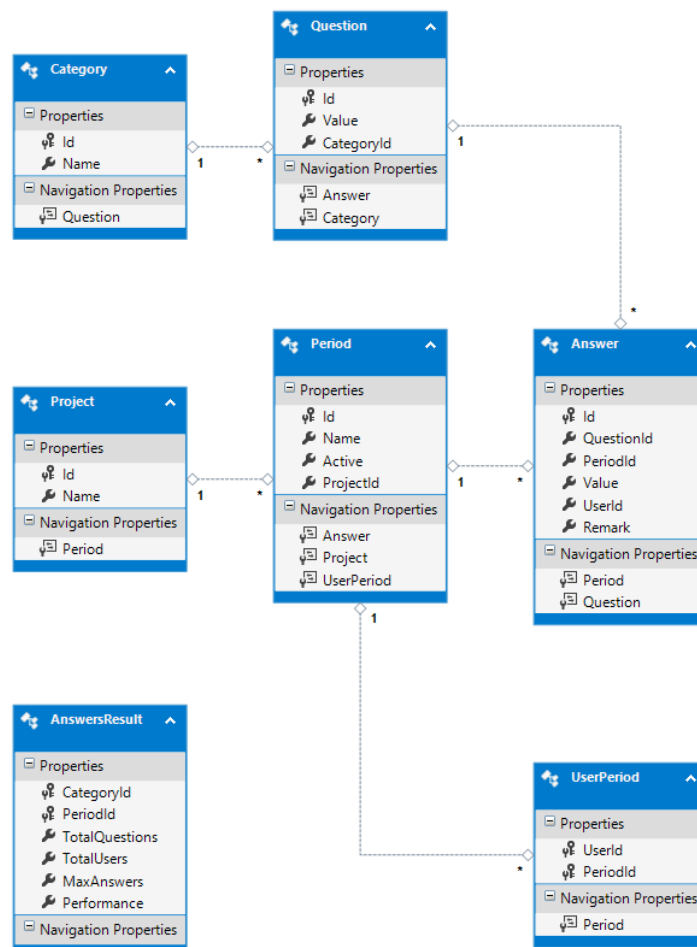 Category
Properties
Id
Name
Navigation Properties
Question
1
*
Question
Properties
Id
Value
CategoryId
Navigation Properties
Answer
Category
1
*
Project
Properties
Id
Name
Navigation Properties
Period
1
*
Period
Properties
Id
Name
Active
ProjectId
Navigation Properties
Answer
Project
UserPeriod
1
*
1
*
Answer
Properties
Id
QuestionId
PeriodId
Value
UserId
Remark
Navigation Properties
Period
Question
AnswersResult
Properties
CategoryId
PeriodId
TotalQuestions
TotalUsers
MaxAnswers
Performance
Navigation Properties
UserPeriod
Properties
UserId
PeriodId
Navigation Properties
Period